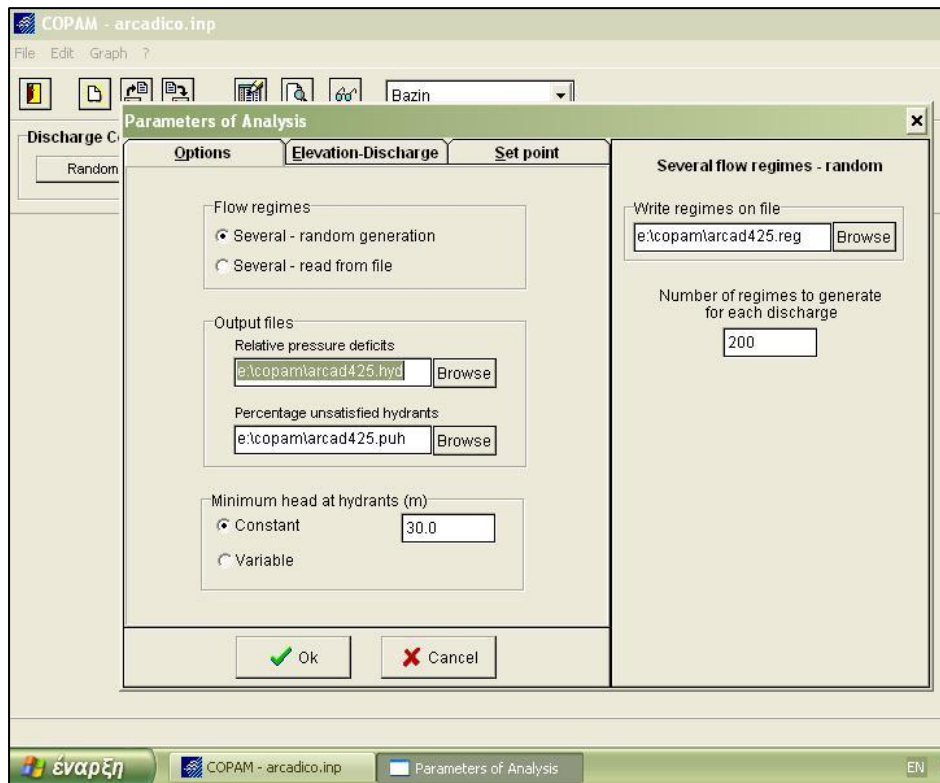 COPAM - arcadico.inp
File Edit Graph ?
Bazin
Discharge C
Random
Parameters of Analysis
Options Elevation-Discharge Set point
Flow regimes
Several - random generation
Several - read from file
Output files
Relative pressure deficits
e:\copam\arcad425.hyd Browse
Percentage unsatisfied hydrants
e:\copam\arcad425.puh Browse
Minimum head at hydrants (m)
Constant 30.0
Variable
Ok Cancel
Several flow regimes - random
Write regimes on file
e:\copam\arcad425.reg Browse
Number of regimes to generate
for each discharge
200
έναρξη COPAM - arcadico.inp Parameters of Analysis EN